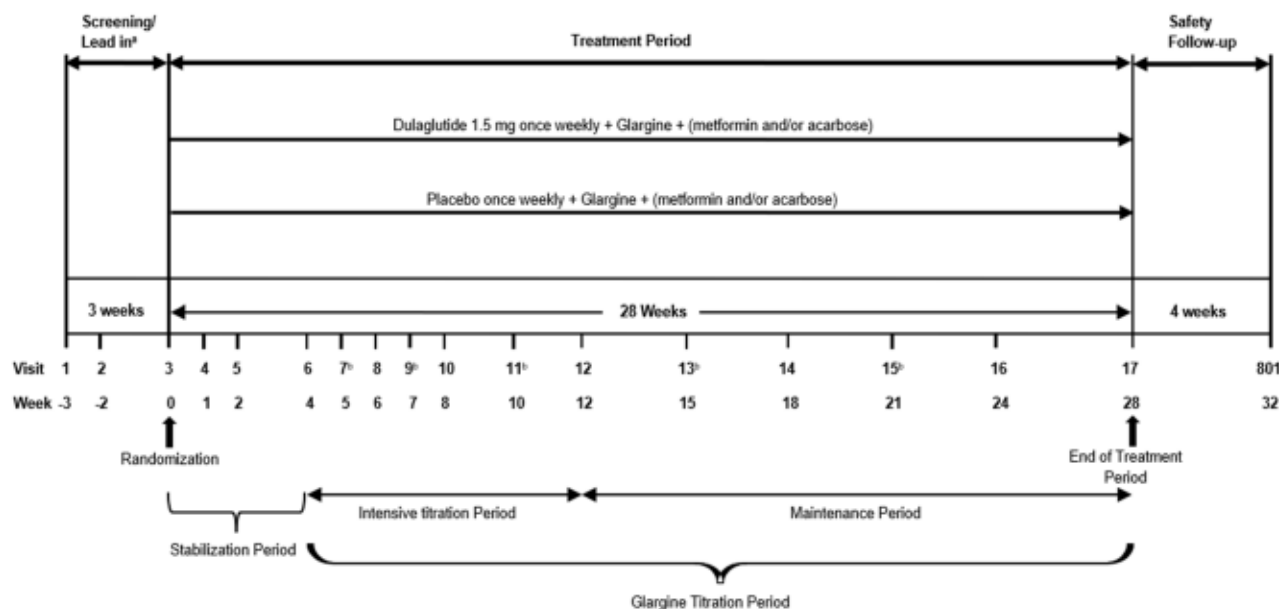 Screening/
Lead inª
Treatment Period
Safety
Follow-up
Dulaglutide 1.5 mg once weekly + Glargine + (metformin and/or acarbose)
Placebo once weekly + Glargine + (metformin and/or acarbose)
3 weeks 28 Weeks 4 weeks
Visit 1 2 3 4 5 6 7ᵇ 8 9ᵇ 10 11ᵇ 12 13ᵇ 14 15ᵇ 16 17 801
Week -3 -2 0 1 2 4 5 6 7 8 10 12 15 18 21 24 28 32
Randomization
End of Treatment
Period
Intensive titration Period
Maintenance Period
Stabilization Period
Glargine Titration Period